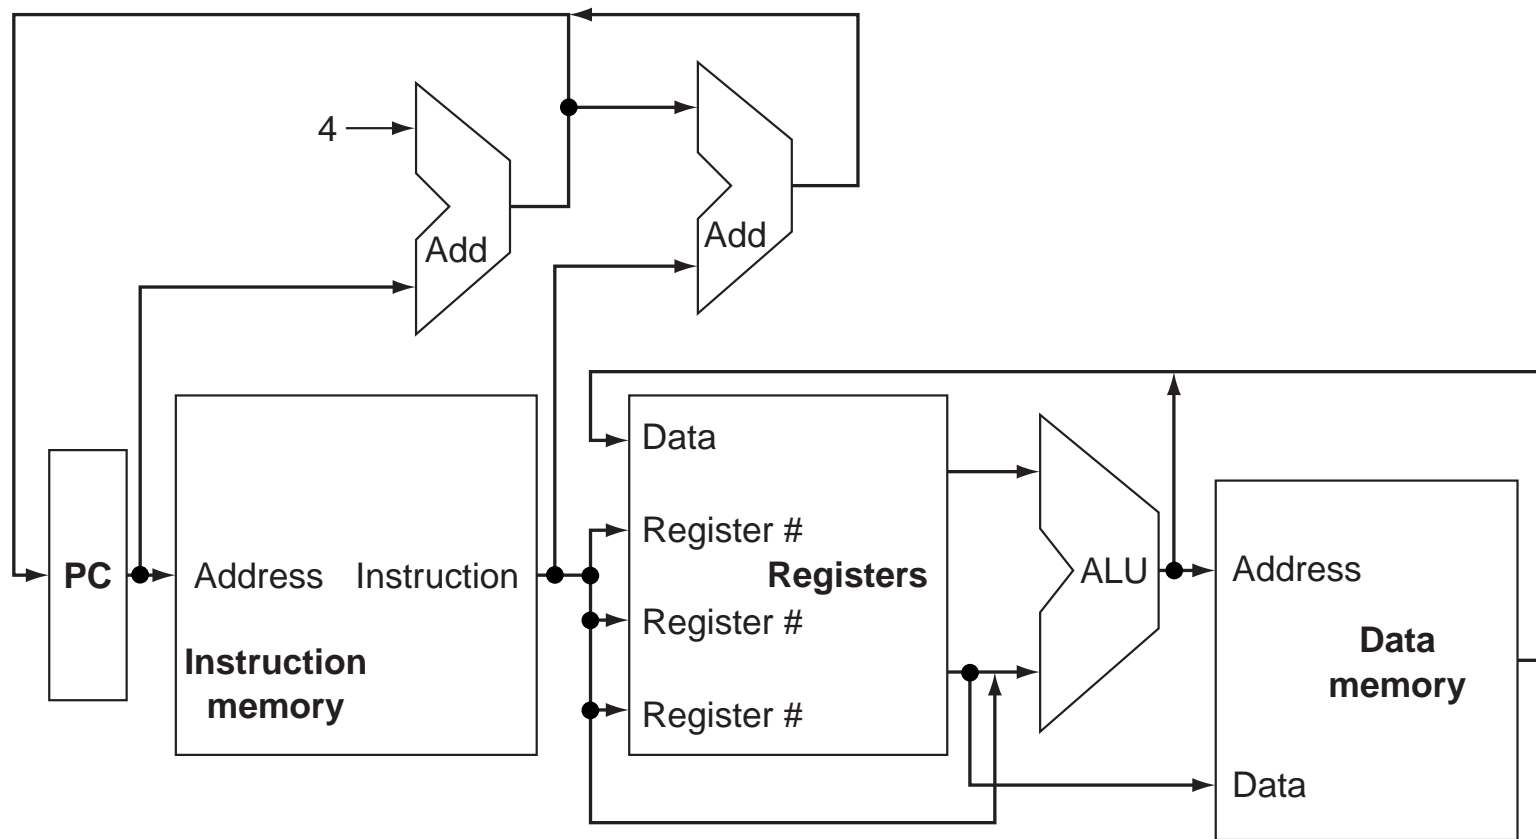 4
Add
Add
Data
Register #
Register #
Register #
Registers
PC
Address
Instruction
Instruction
memory
ALU
Address
Data
memory
Data